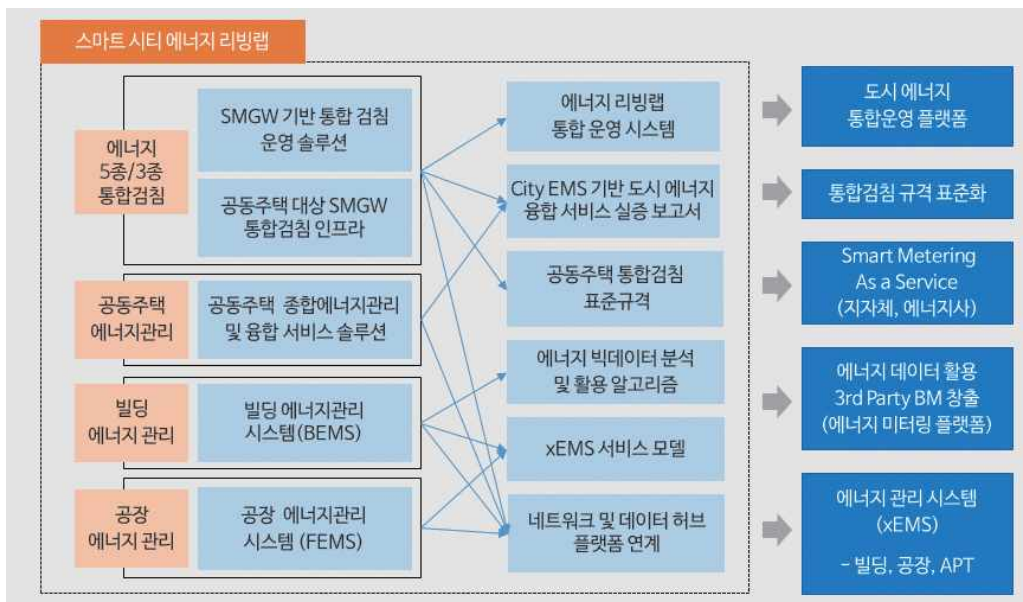 스마트 시티 에너지 리빙랩
에너지
5종/3종
통합검침
SMGW 기반 통합 검침
운영 솔루션
공동주택 대상 SMGW
통합검침 인프라
공동주택
에너지관리
공동주택 종합에너지관리
및 융합 서비스 솔루션
빌딩
에너지 관리
빌딩 에너지관리
시스템(BEMS)
공장
에너지 관리
공장 에너지관리
시스템 (FEMS)
에너지 리빙랩
통합 운영 시스템
City EMS 기반 도시 에너지
융합 서비스 실증 보고서
공동주택 통합검침
표준규격
에너지 빅데이터 분석
및 활용 알고리즘
xEMS 서비스 모델
네트워크 및 데이터 허브
플랫폼 연계
도시 에너지
통합운영 플랫폼
통합검침 규격 표준화
Smart Metering
As a Service
(지자체, 에너지사)
에너지 데이터 활용
3rd Party BM 창출
(에너지 미터링 플랫폼)
에너지 관리 시스템
(xEMS)
- 빌딩, 공장, APT